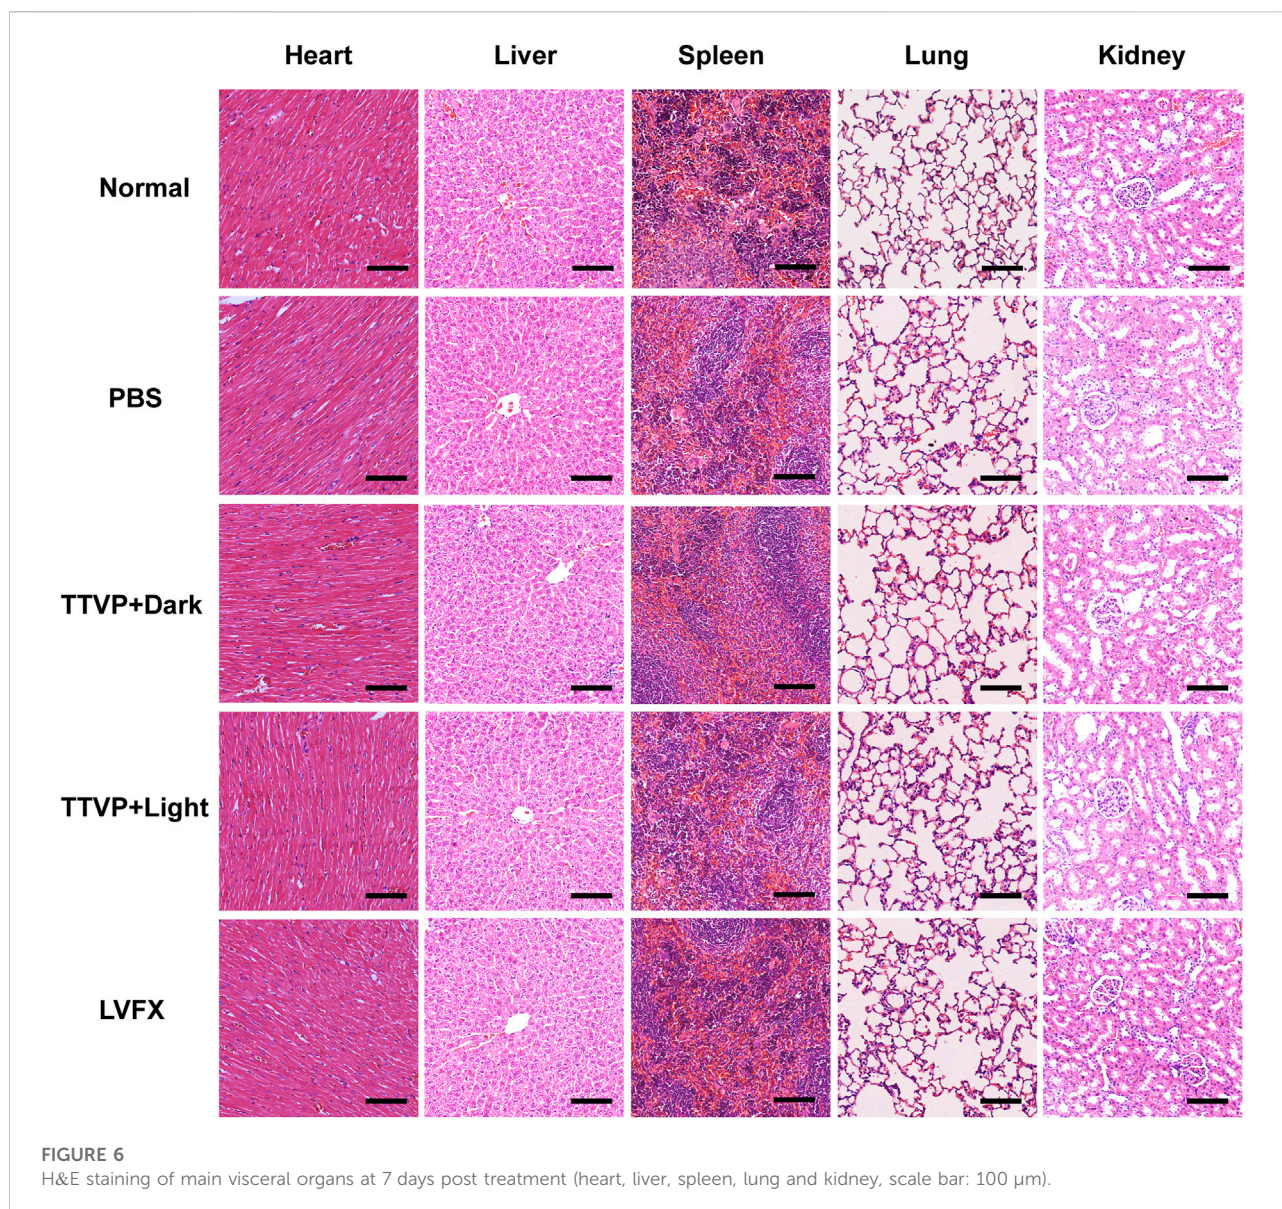 Heart Liver Spleen Lung Kidney
Normal
PBS
TTVP+Dark
TTVP+Light
LVFX
FIGURE 6
H&E staining of main visceral organs at 7 days post treatment (heart, liver, spleen, lung and kidney, scale bar: 100 μm).